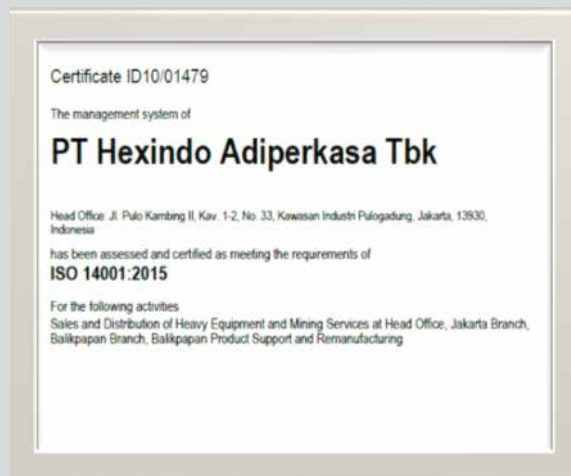 Certificate ID10/01479
The management system of
PT Hexindo Adiperkasa Tbk
Head Office: Jl. Pulo Kambing II, Kav. 1-2, No. 33, Kawasan Industri Pulogadung, Jakarta, 13930,
Indonesia
has been assessed and certified as meeting the requirements of
ISO 14001:2015
For the following activities
Sales and Distribution of Heavy Equipment and Mining Services at Head Office, Jakarta Branch,
Balikpapan Branch, Balikpapan Product Support and Remanufacturing